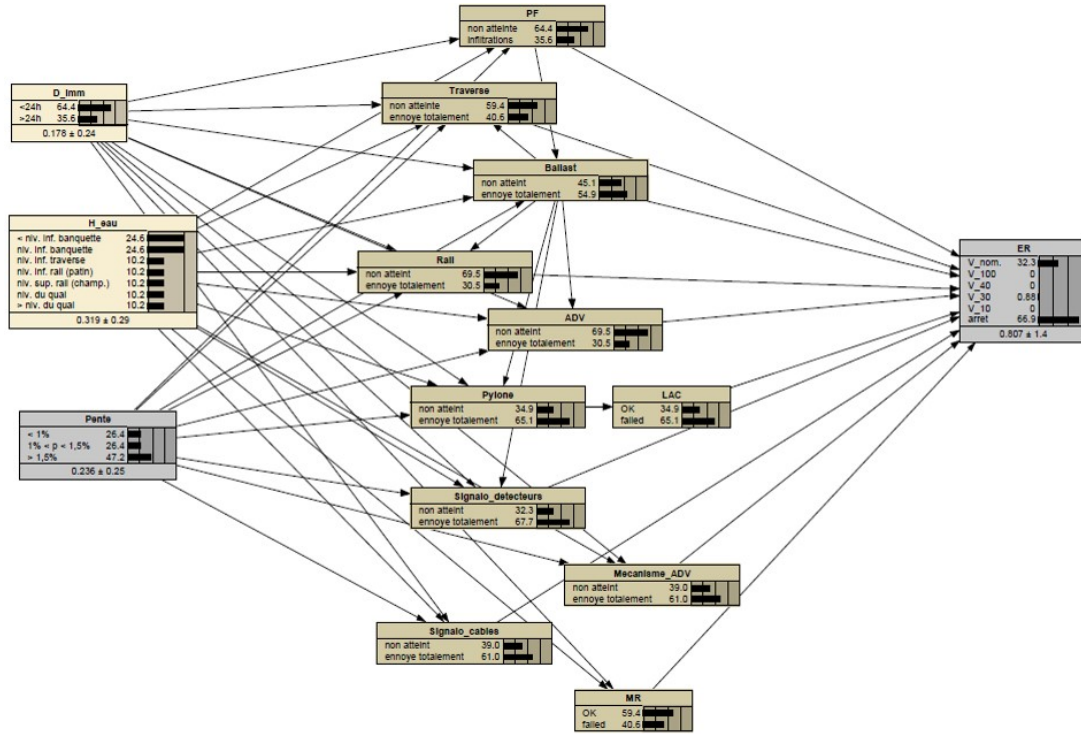 PF
non atteinte 64.4
infiltrations 35.6
D_Imm
<24h 64.4
>24h 35.6
0.178 ± 0.24
Traverse
non atteinte 59.4
ennoye totalement 40.6
Ballast
non atteint 45.1
ennoye totalement 54.9
H_eau
< niv. inf. banquette 24.6
niv. inf. banquette 24.6
niv. inf. traverse 10.2
niv. inf. rail (patin) 10.2
niv. sup. rail (champ.) 10.2
niv. du quai 10.2
> niv. du quai 10.2
0.319 ± 0.29
Rail
non atteint 69.5
ennoye totalement 30.5
ER
V_nom. 32.3
V_100 0
V_40 0
V_30 0.88
V_10 0
arret 66.9
0.807 ± 1.4
ADV
non atteint 69.5
ennoye totalement 30.5
Pylone
non atteint 34.9
ennoye totalement 65.1
LAC
OK 34.9
failed 65.1
Pente
< 1% 26.4
1% < p < 1,5% 26.4
> 1,5% 47.2
0.236 ± 0.25
Signalo_detecteurs
non atteint 32.3
ennoye totalement 67.7
Mecanisme_ADV
non atteint 39.0
ennoye totalement 61.0
Signalo_cables
non atteint 39.0
ennoye totalement 61.0
MR
OK 59.4
failed 40.6